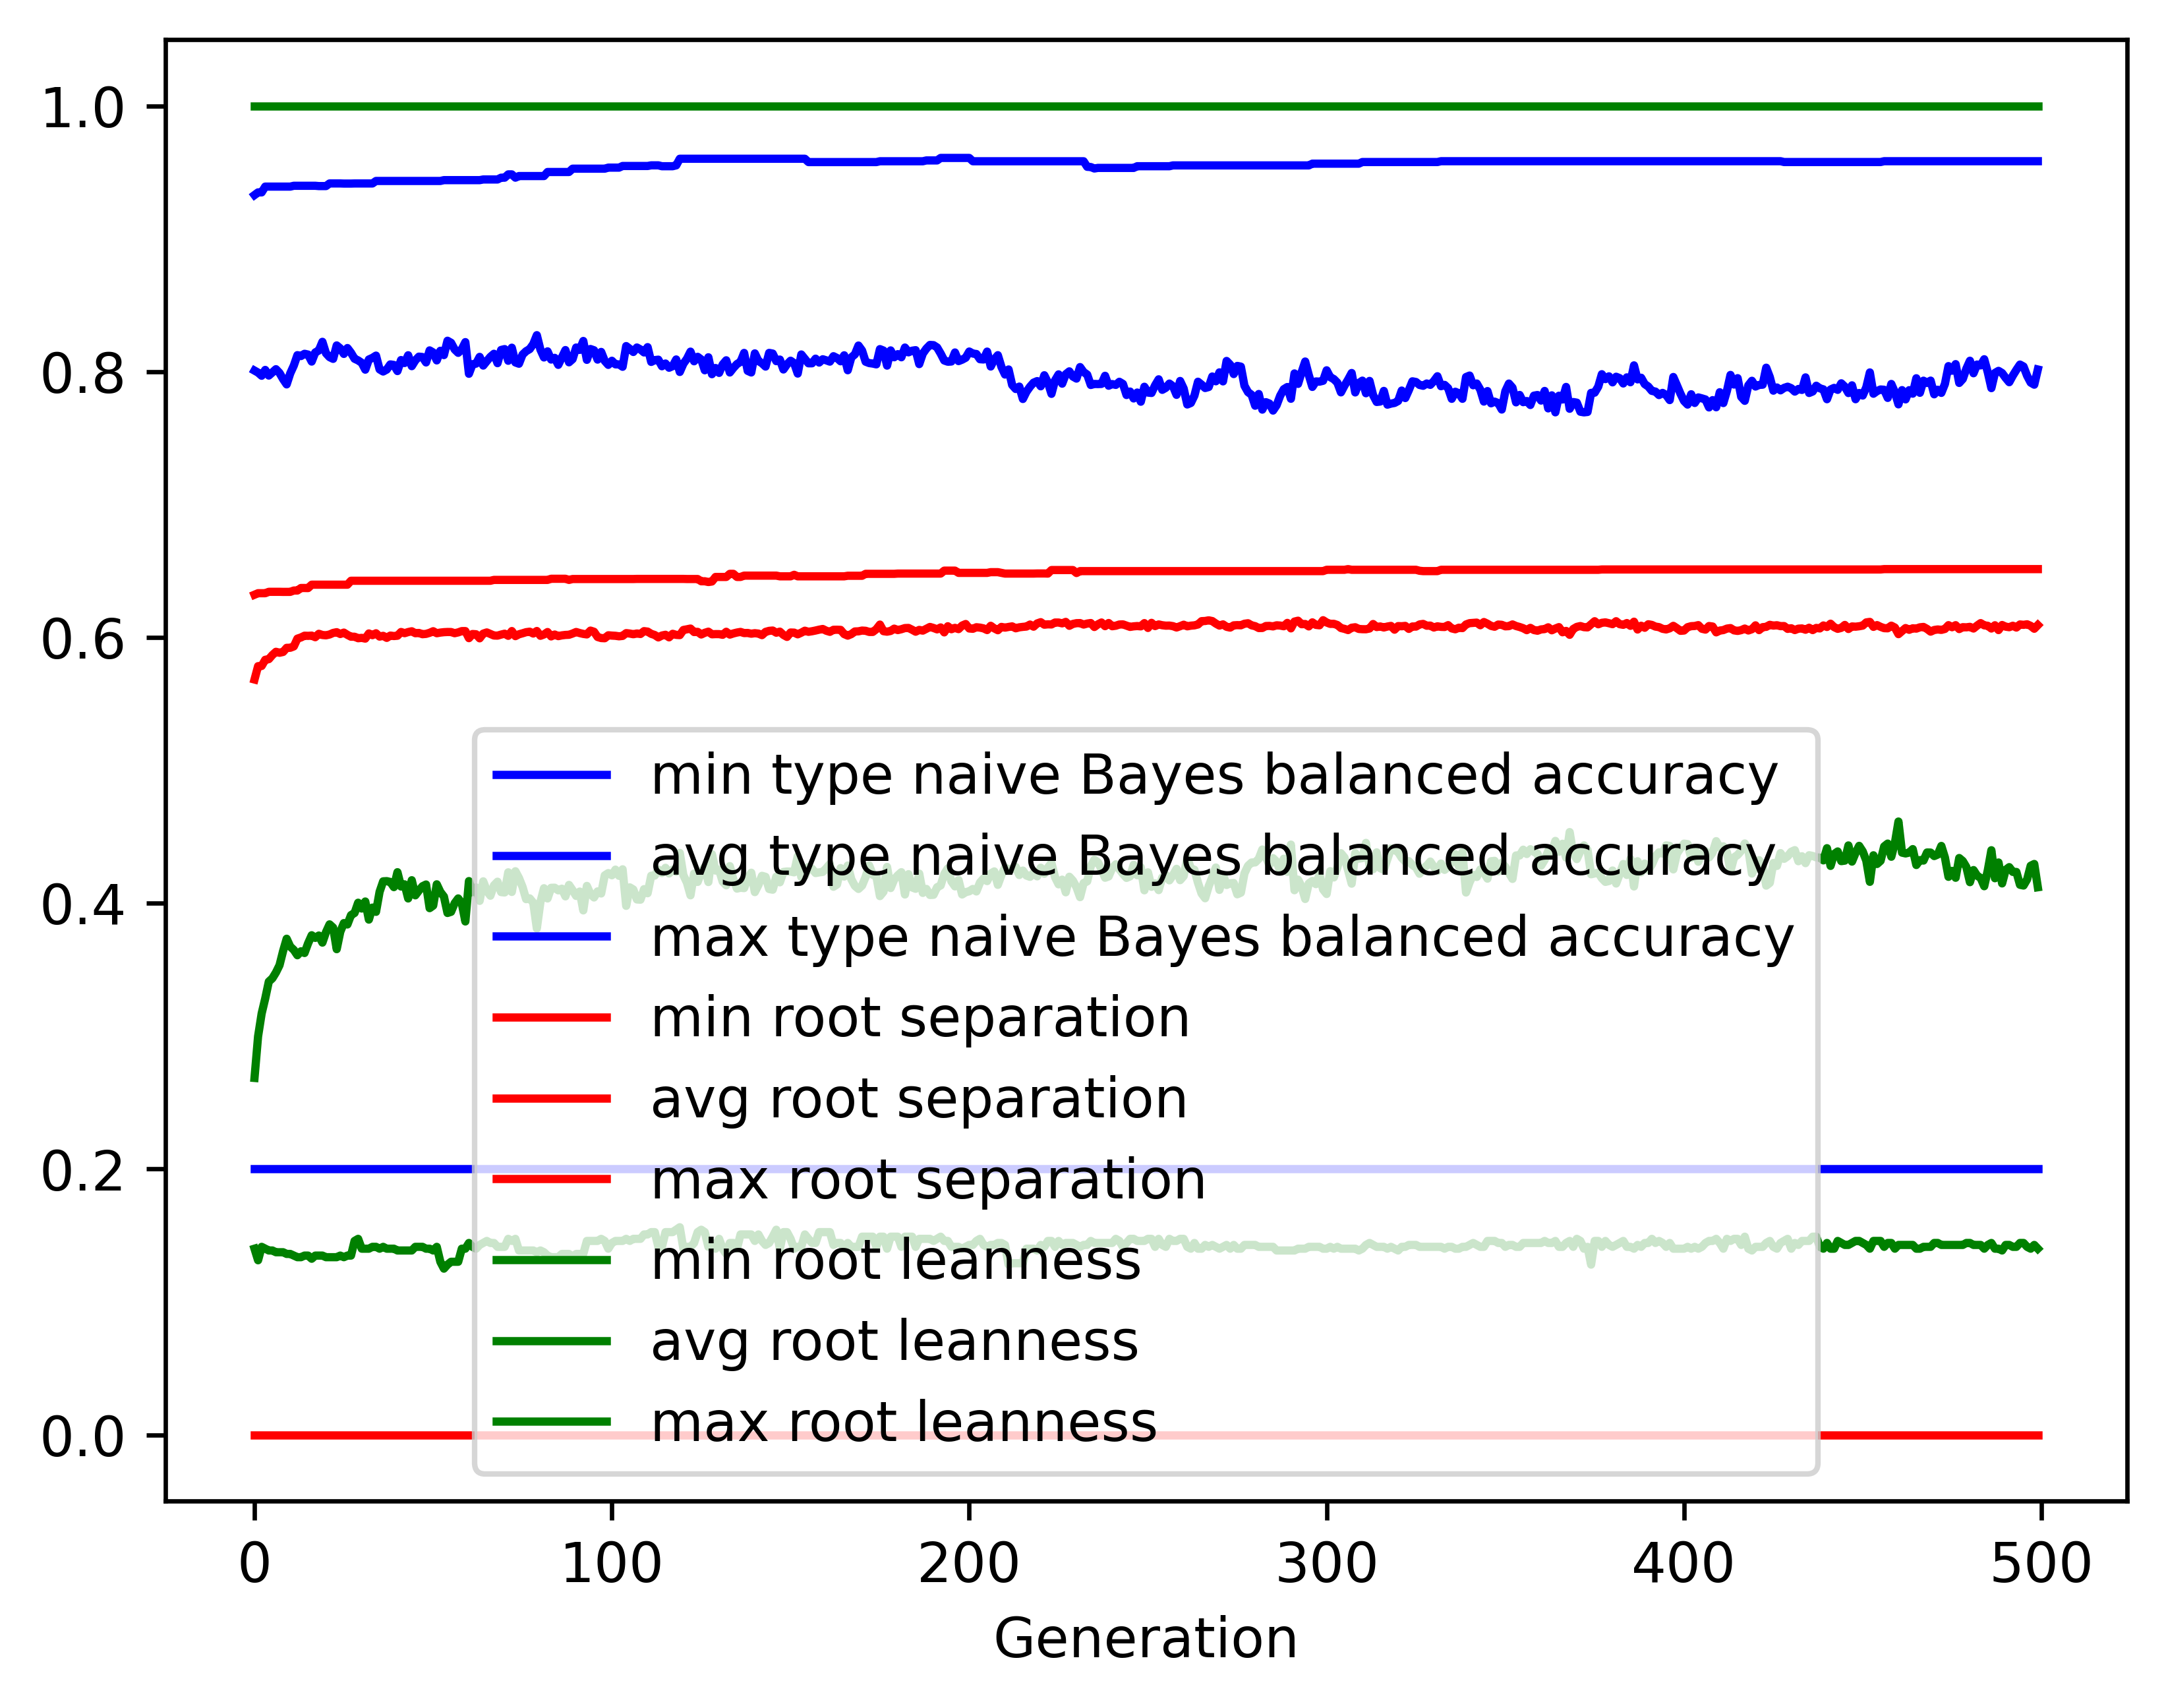 1.0
0.8
0.6
0.4
0.2
0.0
min type naive Bayes balanced accuracy
avg type naive Bayes balanced accuracy
max type naive Bayes balanced accuracy
min root separation
avg root separation
max root separation
min root leanness
avg root leanness
max root leanness
0 100 200 300 400 500
Generation